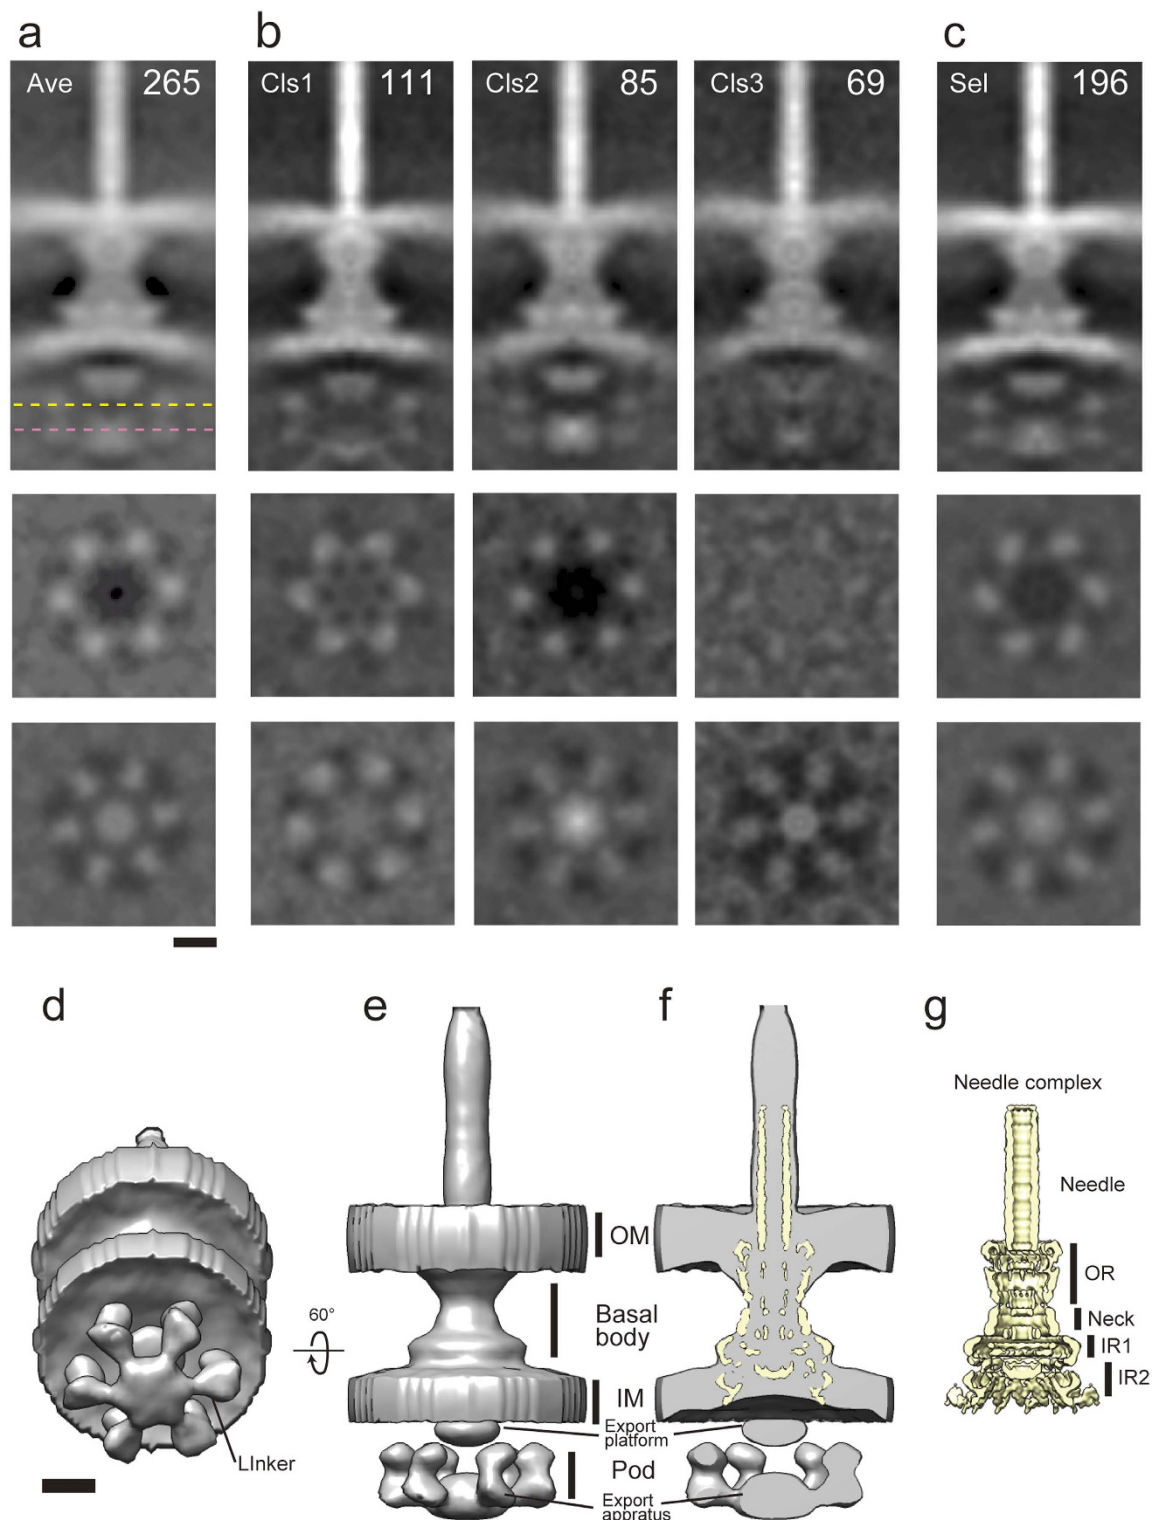 a
b
c
Ave 265
Cls1 111
Cls2 85
Cls3 69
Sel 196
d
e
f
g
Needle complex
Needle
OM
OR
60°
Basal
body
Neck
IR1
IR2
IM
Export
platform
LInker
Pod
Export
appratus